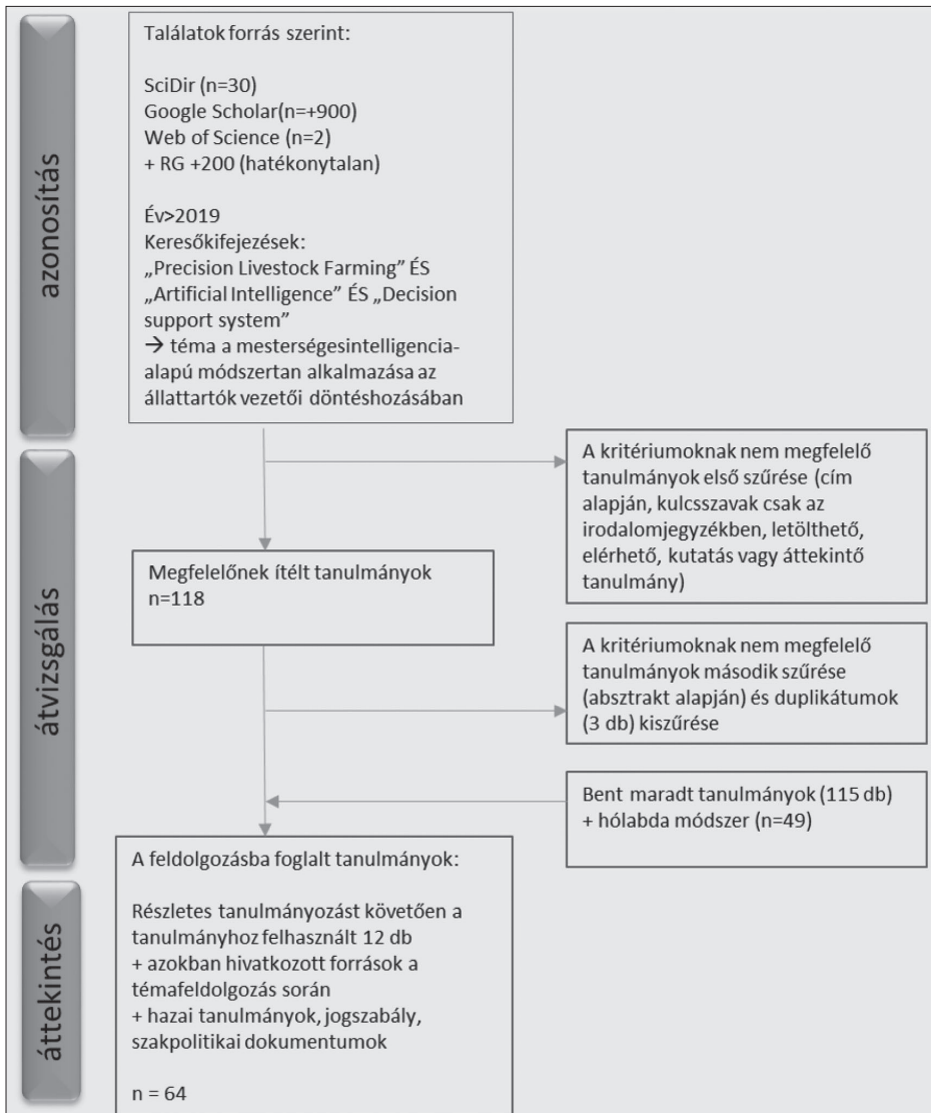 azonosítás
Találatok forrás szerint:
SciDir (n=30)
Google Scholar(n=+900)
Web of Science (n=2)
+ RG +200 (hatékonytalan)
Év>2019
Keresőkifejezések:
„Precision Livestock Farming” ÉS
„Artificial Intelligence” ÉS „Decision
support system”
→ téma a mesterségesintelligencia-
alapú módszertan alkalmazása az
állattartók vezetői döntéshozásában
átvizsgálás
A kritériumoknak nem megfelelő
tanulmányok első szűrése (cím
alapján, kulcsszavak csak az
irodalomjegyzékben, letölthető,
elérhető, kutatás vagy áttekintő
tanulmány)
Megfelelőnek ítélt tanulmányok
n=118
A kritériumoknak nem megfelelő
tanulmányok második szűrése
(absztrakt alapján) és duplikátumok
(3 db) kiszűrése
Bent maradt tanulmányok (115 db)
+ hólabda módszer (n=49)
áttekintés
A feldolgozásba foglalt tanulmányok:
Részletes tanulmányozást követően a
tanulmányhoz felhasznált 12 db
+ azokban hivatkozott források a
témafeldolgozás során
+ hazai tanulmányok, jogszabály,
szakpolitikai dokumentumok
n = 64